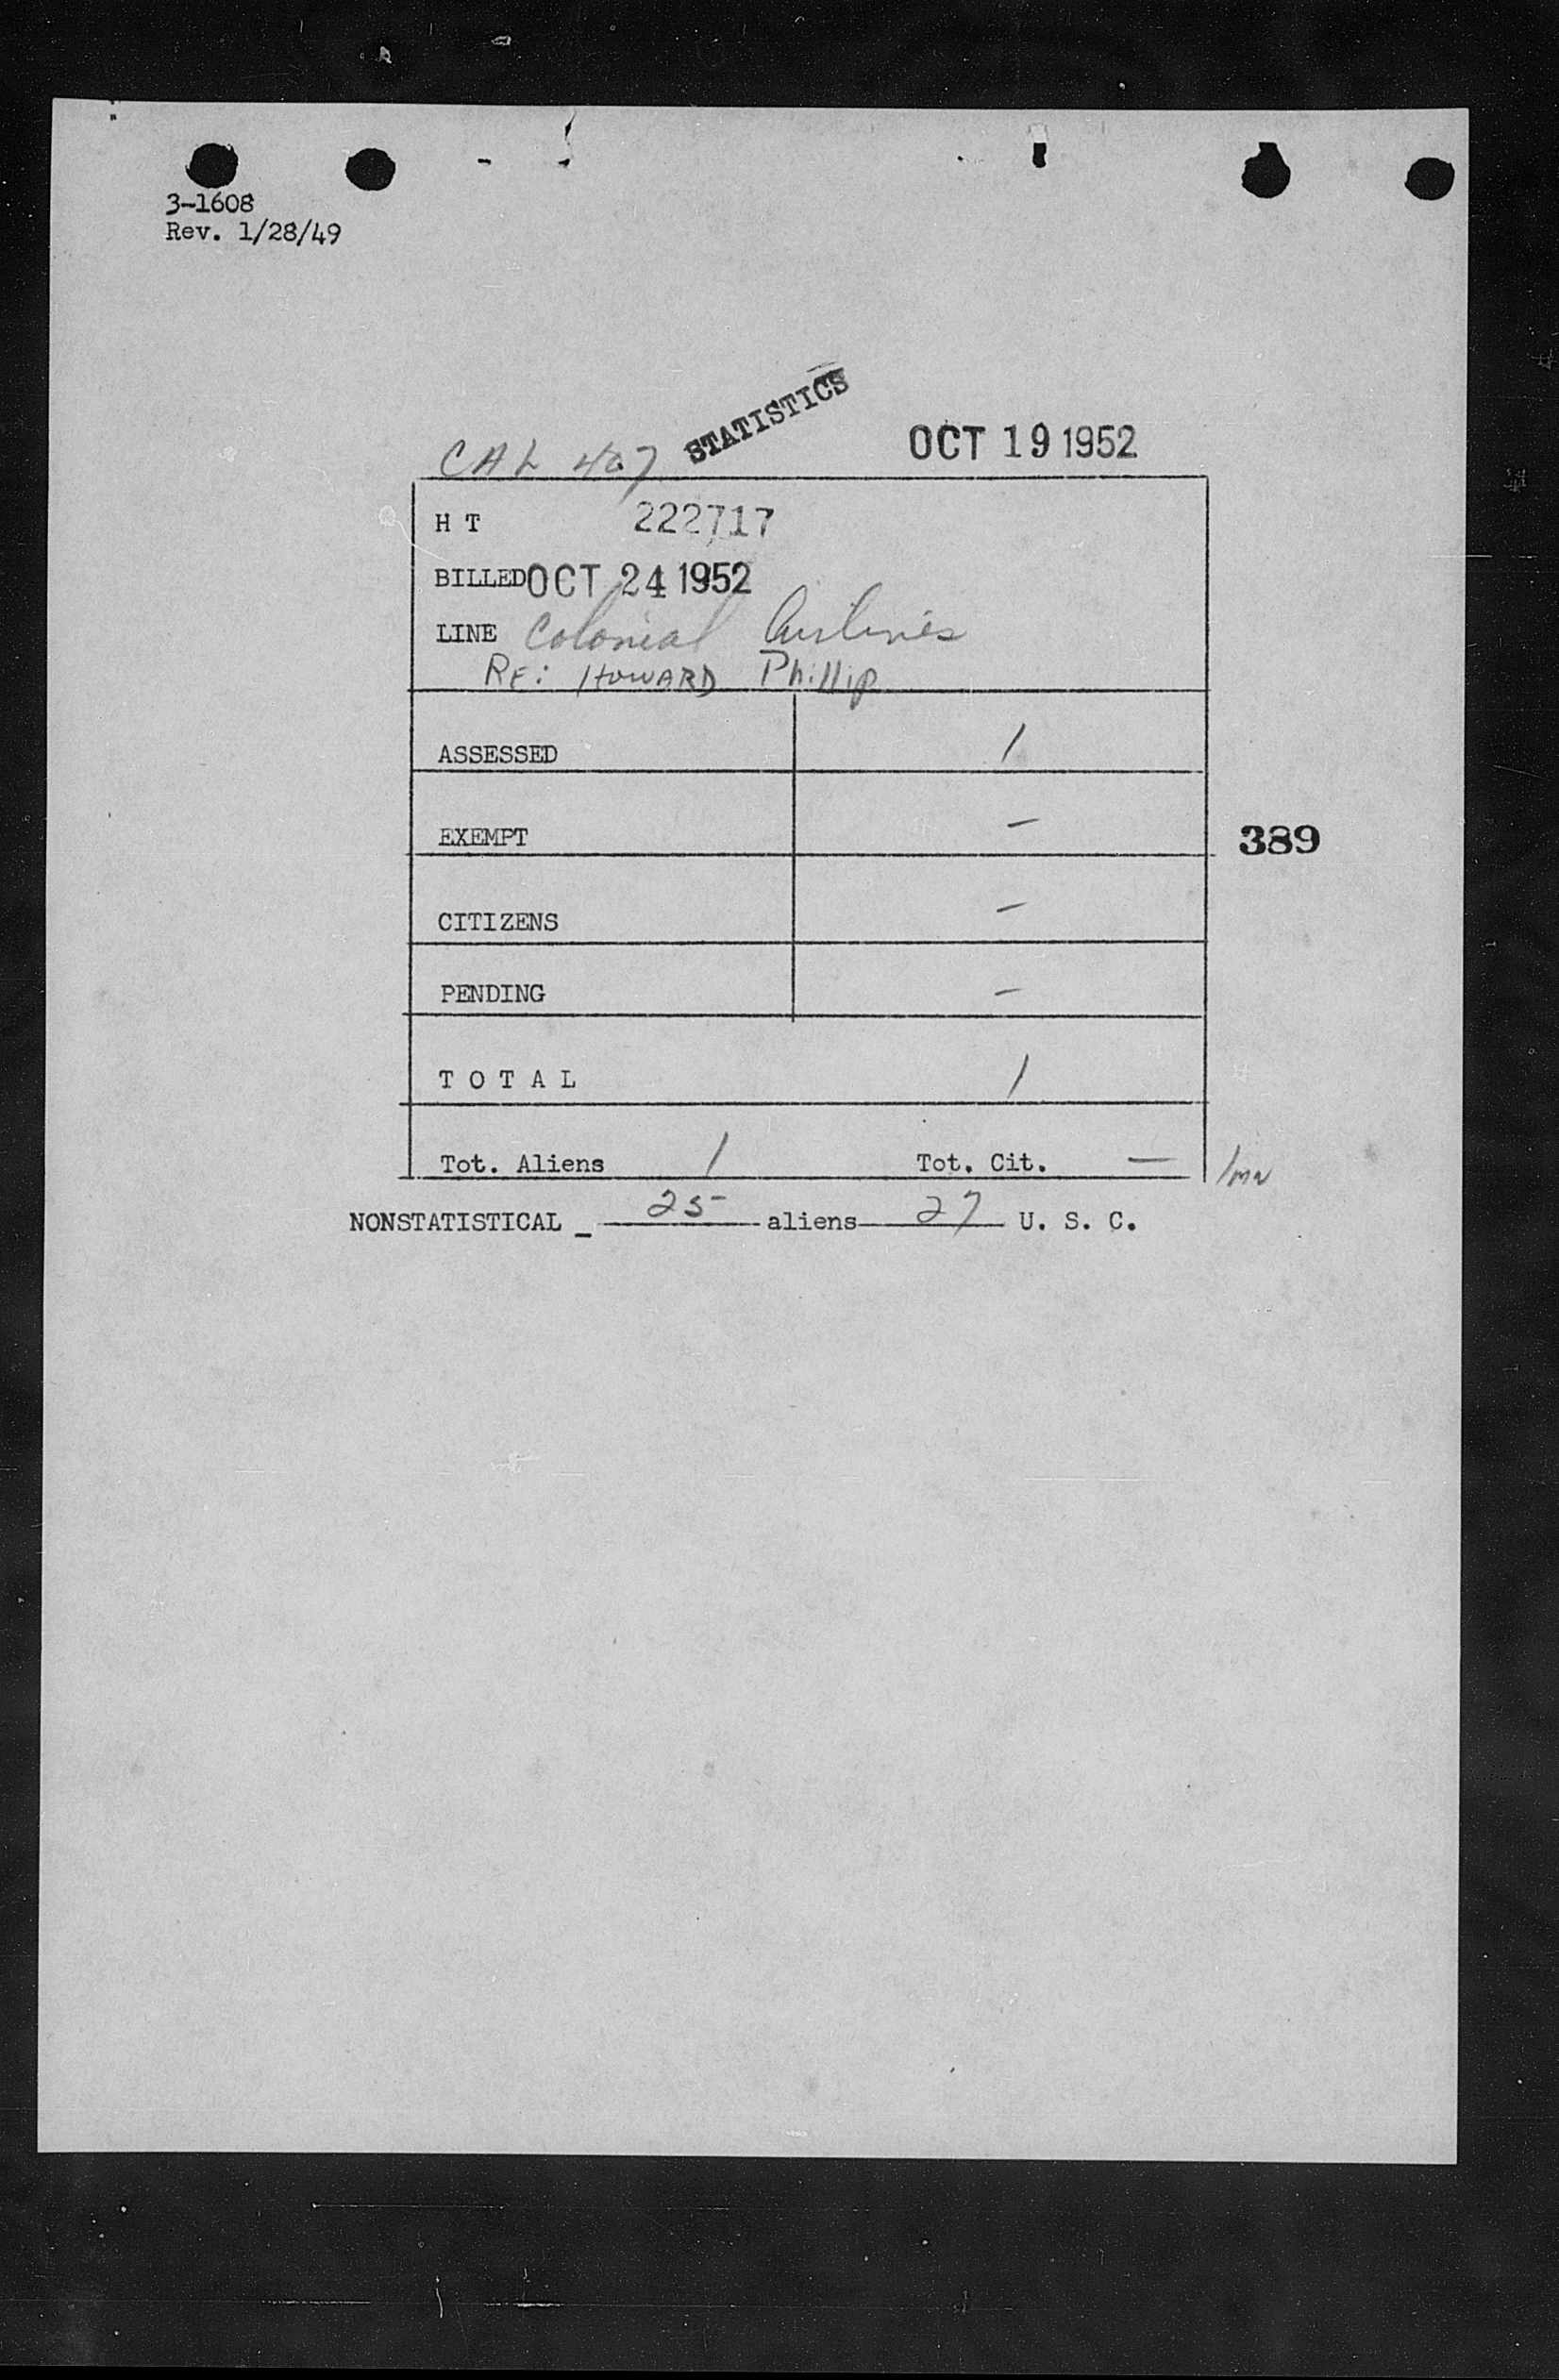 3-1608
Rev. 1/28/49
STATISTICS
CAL 407 OCT 19 1952
H T 222717
BILLED OCT 24 1952
LINE Colonial Airlines
RE: HOWARD Phillip
ASSESSED 1
EXEMPT –
389
CITIZENS –
PENDING –
T O T A L 1
Tot. Aliens 1 Tot. Cit. –
NONSTATISTICAL _ 25 aliens 27 U. S. C.